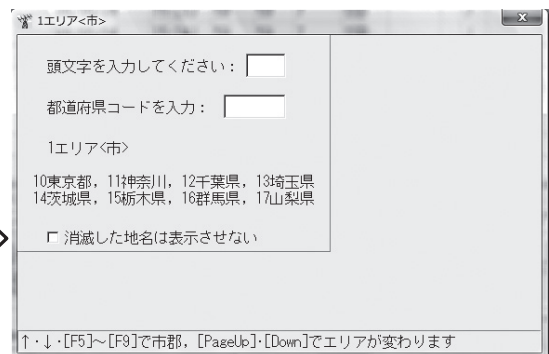 1エリア<市>
頭文字を入力してください:
都道府県コードを入力:
1エリア<市>
10東京都, 11神奈川, 12千葉県, 13埼玉県
14茨城県, 15栃木県, 16群馬県, 17山梨県
消滅した地名は表示させない
↑・↓・[F5]~[F9]で市郡, [PageUp]・[Down]でエリアが変わります